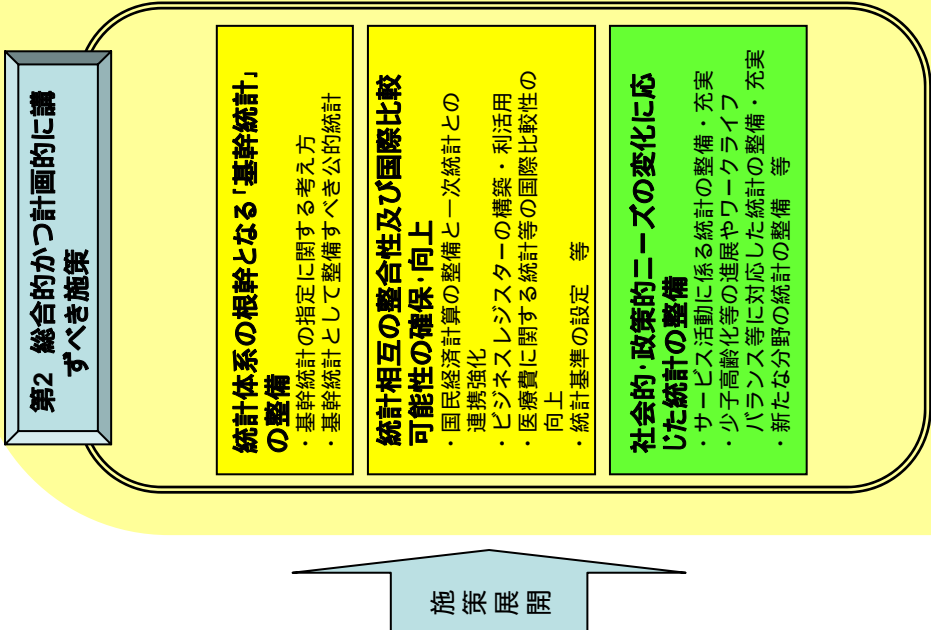 第2 総合的かつ計画的に講
ずべき施策
統計体系の根幹となる「基幹統計」
の整備
・基幹統計の指定に関する考え方
・基幹統計として整備すべき公的統計
統計相互の整合性及び国際比較
可能性の確保・向上
・国民経済計算の整備と一次統計との
連携強化
・ビジネスレジスターの構築・利活用
・医療費に関する統計等の国際比較性の
向上
・統計基準の設定　等
社会的・政策的ニーズの変化に応
じた統計の整備
・サービス活動に係る統計の整備・充実
・少子高齢化等の進展やワークライフ
バランス等に対応した統計の整備・充実
・新たな分野の統計の整備　等
施策展開